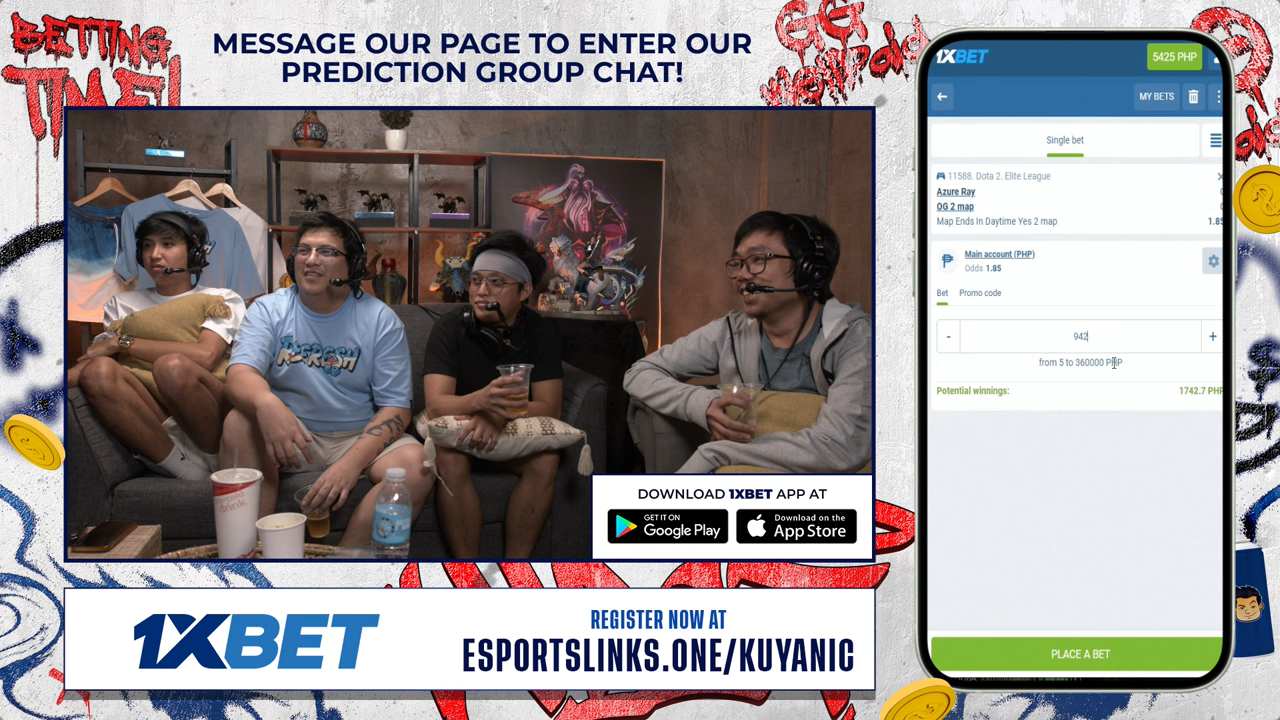 BETTING
TIME!
MESSAGE OUR PAGE TO ENTER OUR
PREDICTION GROUP CHAT!
GG
DOWNLOAD 1XBET APP AT
GET IT ON
Google Play
Download on the
App Store
1XBET
REGISTER NOW AT
ESPORTSLINKS.ONE/KUYANIC
1XBET
5425 PHP
MY BETS
Single bet
11588. Dota 2. Elite League
Azure Ray
OG 2 map
Map Ends In Daytime Yes 2 map
1.85
Main account (PHP)
Odds 1.85
Bet Promo code
- 942 +
from 5 to 360000 PHP
Potential winnings: 1742.7 PHP
PLACE A BET